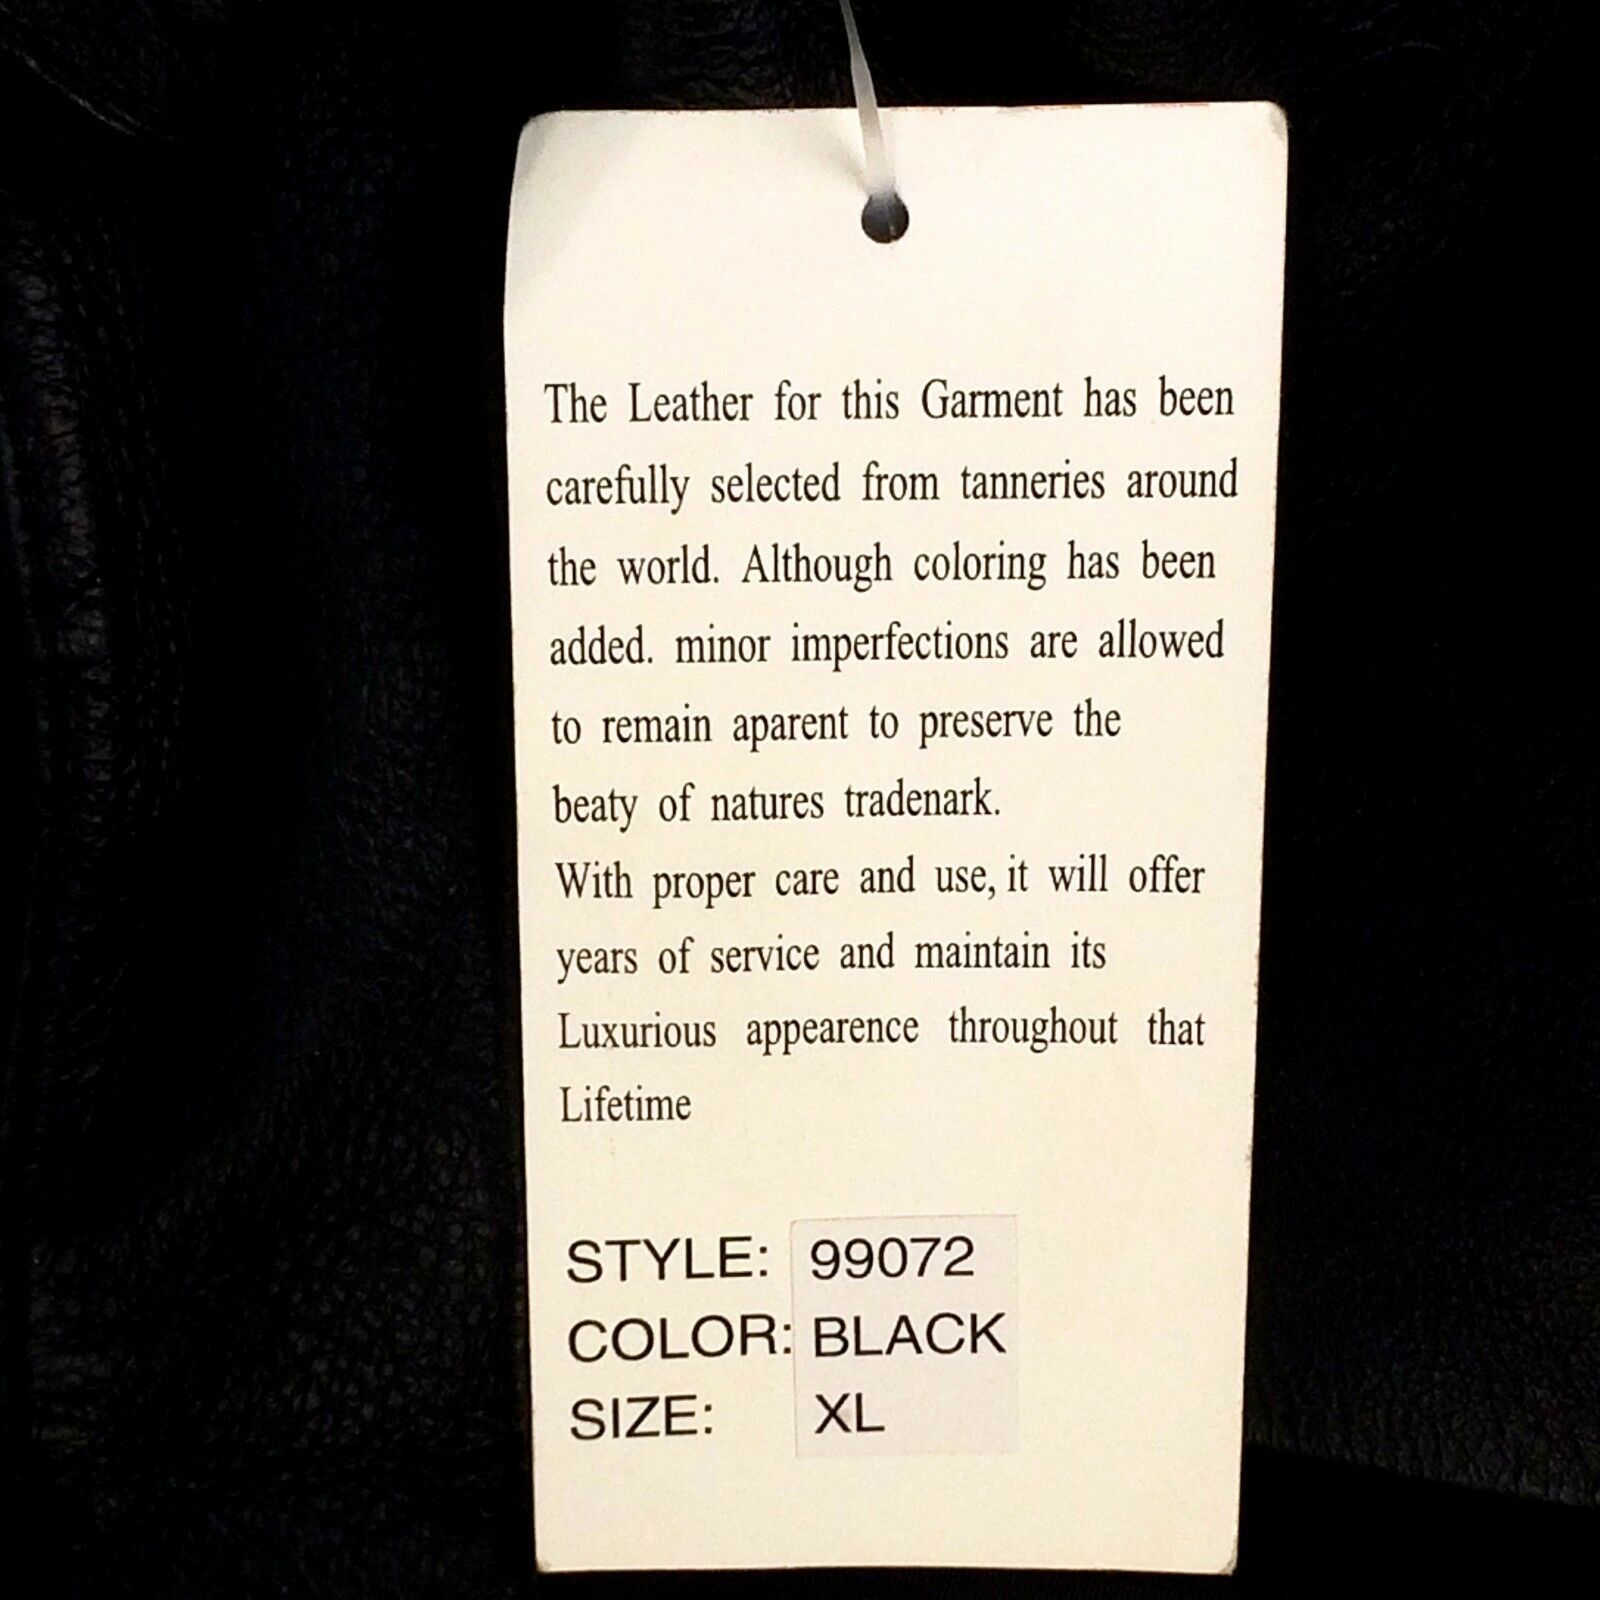 The Leather for this Garment has been
carefully selected from tanneries around
the world. Although coloring has been
added. minor imperfections are allowed
to remain aparent to preserve the
beaty of natures tradenark.
With proper care and use, it will offer
years of service and maintain its
Luxurious appearence throughout that
Lifetime
STYLE: 99072
COLOR: BLACK
SIZE: XL